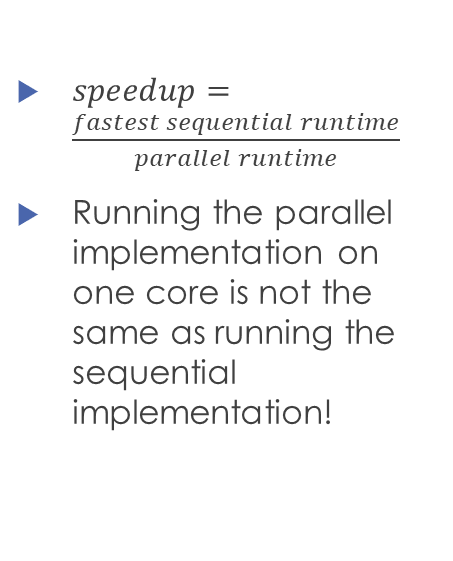 speedup =
fastest sequential runtime
parallel runtime
Running the parallel
implementation on
one core is not the
same as running the
sequential
implementation!